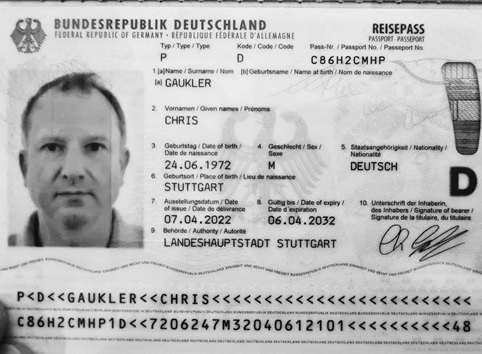 BUNDESREPUBLIK DEUTSCHLAND
FEDERAL REPUBLIC OF GERMANY · RÉPUBLIQUE FÉDÉRALE D'ALLEMAGNE
REISEPASS
PASSPORT · PASSEPORT
Typ / Type / Type
Kode / Code / Code
Pass-Nr. / Passport No. / Passeport No.
P
D
C86H2CMHP
1.[a]Name / Surname / Nom [b]Geburtsname / Name at birth / Nom de naissance
[a] GAUKLER
2. Vornamen / Given names / Prénoms
CHRIS
3. Geburtstag / Date of birth / Date de naissance
4. Geschlecht / Sex / Sexe
5. Staatsangehörigkeit / Nationality / Nationalité
24.06.1972
M
DEUTSCH
6. Geburtsort / Place of birth / Lieu de naissance
STUTTGART
D
7. Ausstellungsdatum / Date of issue / Date de délivrance
8. Gültig bis / Date of expiry / Date d'expiration
10. Unterschrift der Inhaberin, des Inhabers / Signature of bearer / Signature de la titulaire, du titulaire
07.04.2022
06.04.2032
9. Behörde / Authority / Autorité
LANDESHAUPTSTADT STUTTGART
P<D<<GAUKLER<<CHRIS<<<<<<<<<<<<<<<<<<<<<<<<
C86H2CMHP1D<<7206247M32040612101<<<<<<<<<48